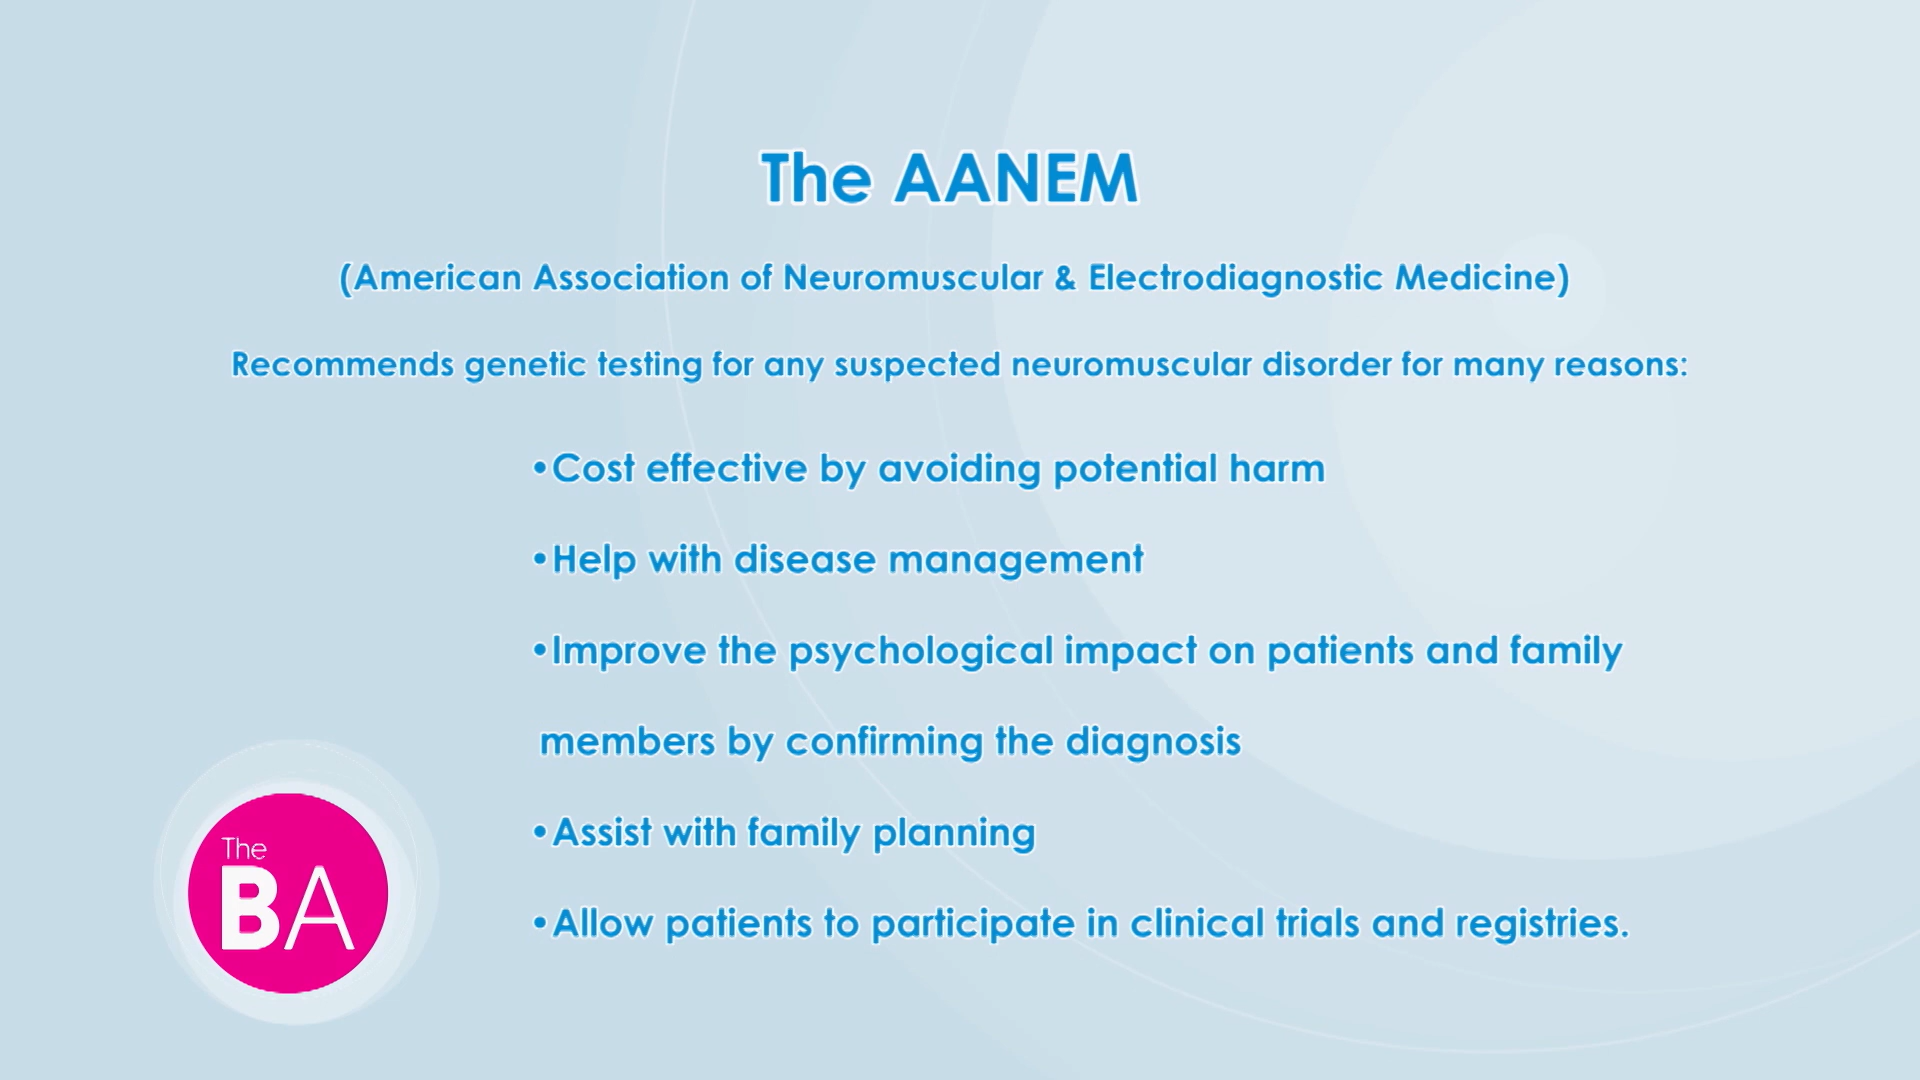 The AANEM
(American Association of Neuromuscular & Electrodiagnostic Medicine)
Recommends genetic testing for any suspected neuromuscular disorder for many reasons:
•Cost effective by avoiding potential harm
•Help with disease management
•Improve the psychological impact on patients and family
members by confirming the diagnosis
•Assist with family planning
•Allow patients to participate in clinical trials and registries.
The
BA